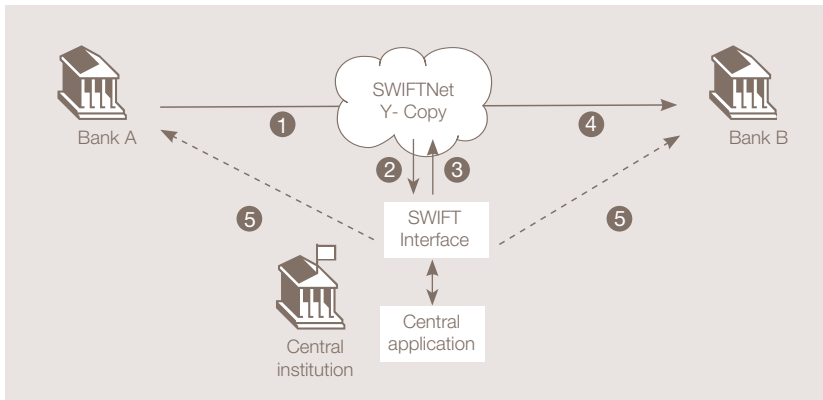 SWIFTNet
Y- Copy
Bank A
1
4
Bank B
2
3
5
SWIFT
Interface
5
Central
institution
Central
application